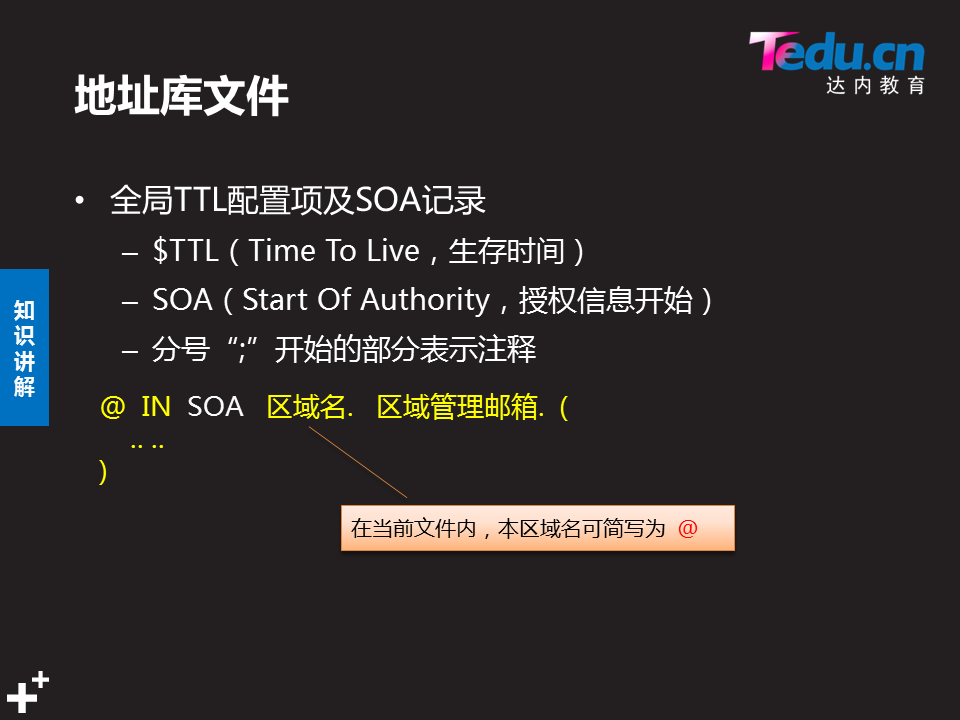 Tedu.cn
达内教育
地址库文件
• 全局TTL配置项及SOA记录
– $TTL（Time To Live，生存时间）
– SOA（Start Of Authority，授权信息开始）
– 分号“;”开始的部分表示注释
知识讲解
@ IN SOA 区域名. 区域管理邮箱. (
.. ..
)
在当前文件内，本区域名可简写为 @